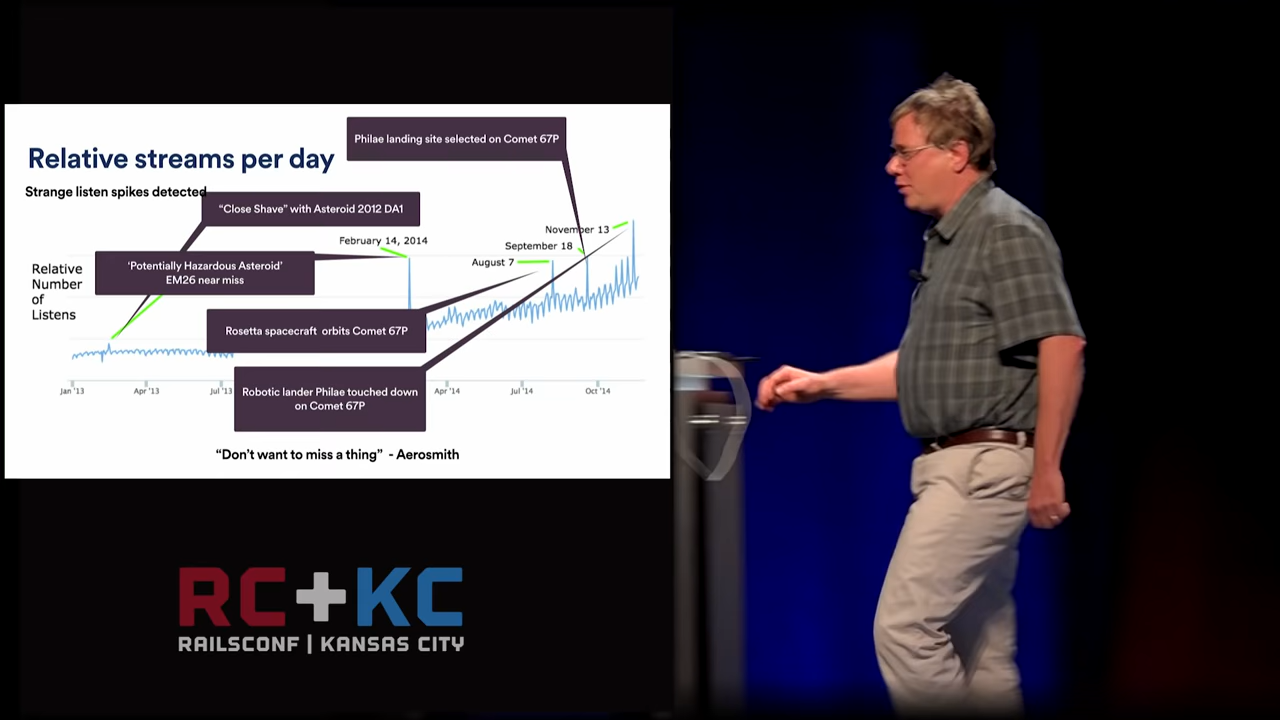 Philae landing site selected on Comet 67P
Relative streams per day
Strange listen spikes detected
"Close Shave" with Asteroid 2012 DA1
November 13
February 14, 2014
September 18
August 7
'Potentially Hazardous Asteroid'
EM26 near miss
Relative
Number
of
Listens
Rosetta spacecraft orbits Comet 67P
Jan '13
Apr '13
Jul '13
Apr '14
Jul '14
Oct '14
Robotic lander Philae touched down
on Comet 67P
"Don't want to miss a thing" - Aerosmith
RC+KC
RAILSCONF | KANSAS CITY